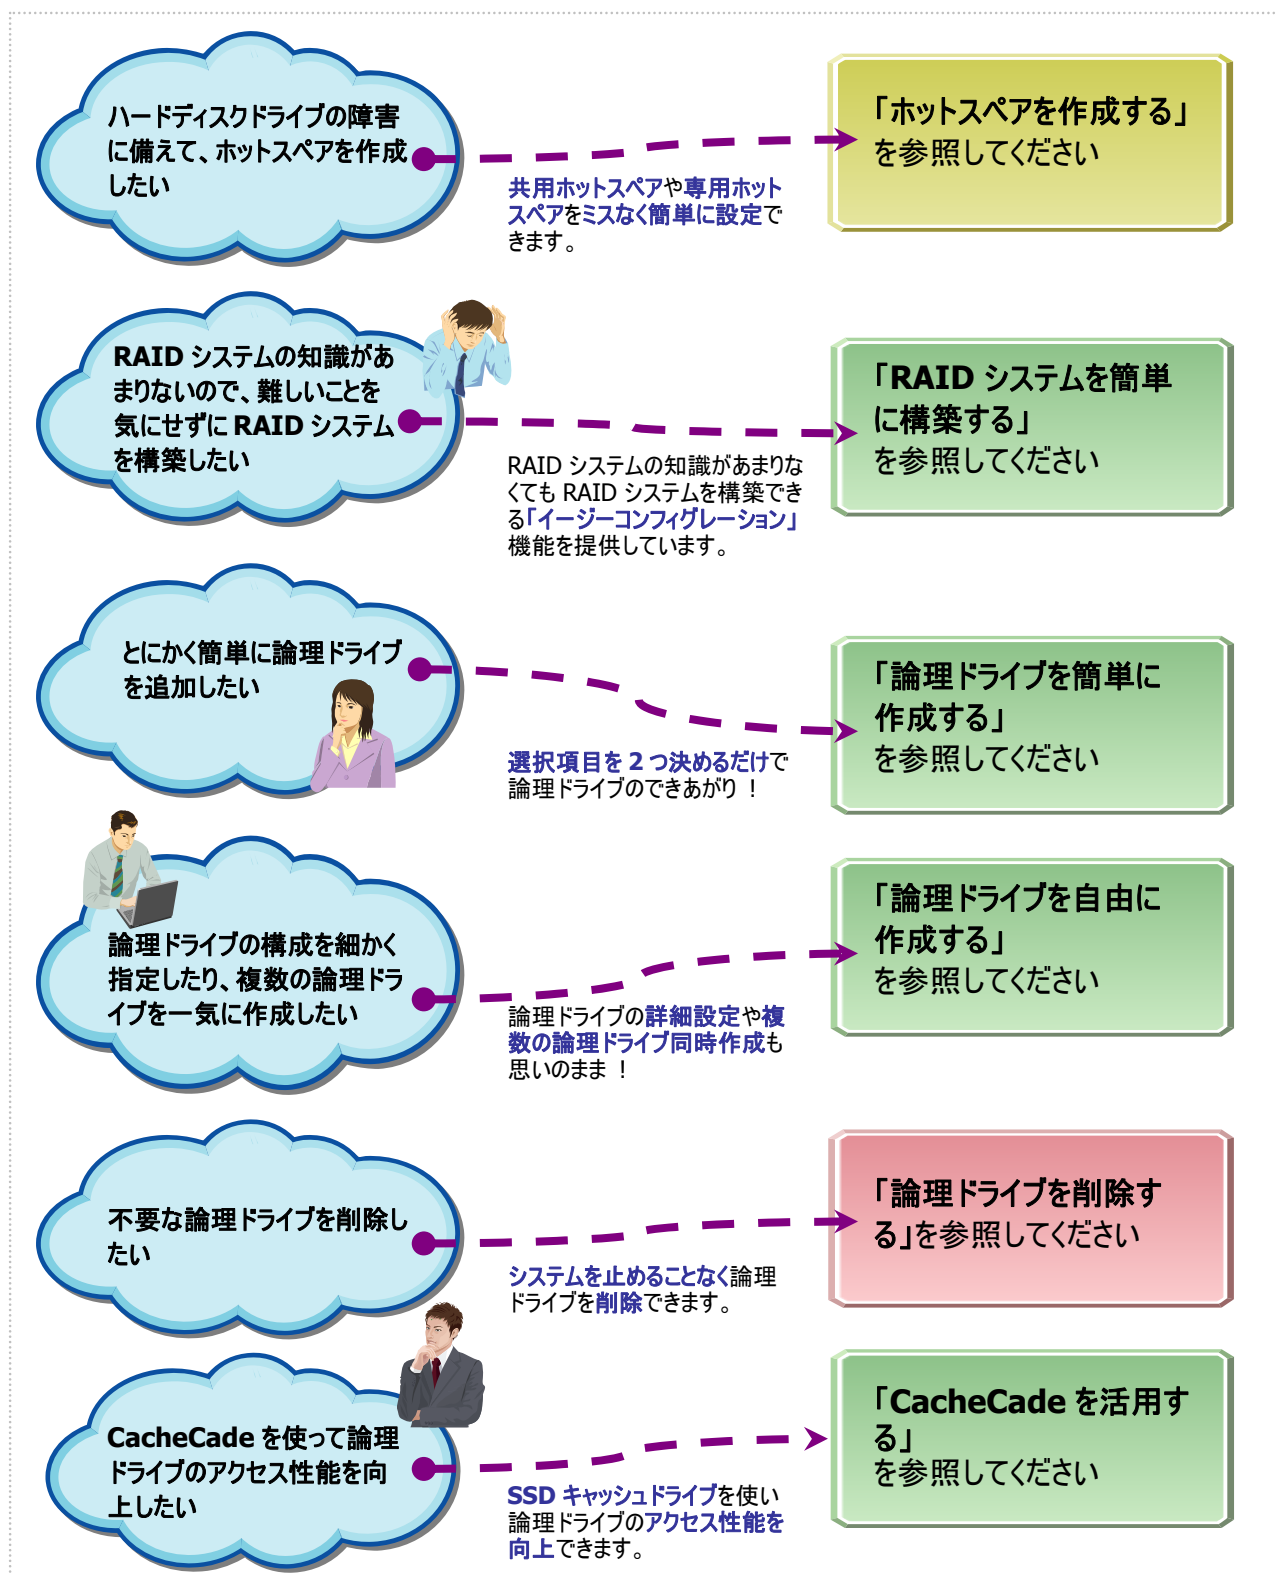 ハードディスクドライブの障害
に備えて、ホットスペアを作成
したい
「ホットスペアを作成する」
を参照してください
共用ホットスペアや専用ホット
スペアをミスなく簡単に設定で
きます。
RAID システムの知識があ
まりないので、難しいことを
気にせずに RAID システム
を構築したい
「RAID システムを簡単
に構築する」
を参照してください
RAID システムの知識があまりな
くても RAID システムを構築でき
る「イージーコンフィグレーション」
機能を提供しています。
とにかく簡単に論理ドライブ
を追加したい
「論理ドライブを簡単に
作成する」
を参照してください
選択項目を 2 つ決めるだけで
論理ドライブのできあがり！
論理ドライブの構成を細かく
指定したり、複数の論理ドラ
イブを一気に作成したい
「論理ドライブを自由に
作成する」
を参照してください
論理ドライブの詳細設定や複
数の論理ドライブ同時作成も
思いのまま！
不要な論理ドライブを削除し
たい
「論理ドライブを削除す
る」を参照してください
システムを止めることなく論理
ドライブを削除できます。
CacheCade を使って論理
ドライブのアクセス性能を向
上したい
「CacheCade を活用す
る」
を参照してください
SSD キャッシュドライブを使い
論理ドライブのアクセス性能を
向上できます。